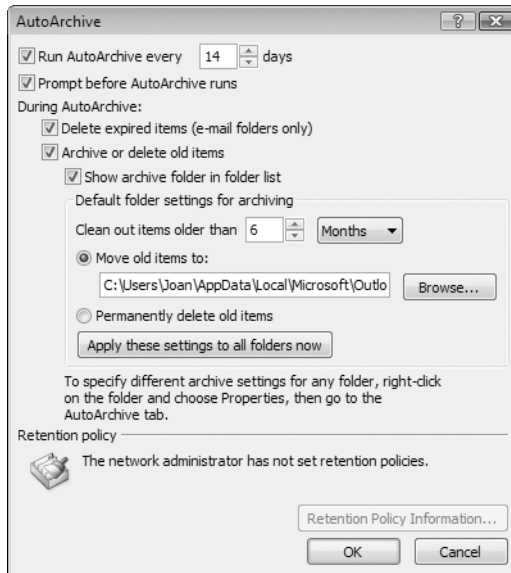 AutoArchive
Run AutoArchive every 14 days
Prompt before AutoArchive runs
During AutoArchive:
Delete expired items (e-mail folders only)
Archive or delete old items
Show archive folder in folder list
Default folder settings for archiving
Clean out items older than 6 Months
Move old items to:
C:\Users\Joan\AppData\Local\Microsoft\Outlo Browse...
Permanently delete old items
Apply these settings to all folders now
To specify different archive settings for any folder, right-click
on the folder and choose Properties, then go to the
AutoArchive tab.
Retention policy
The network administrator has not set retention policies.
Retention Policy Information...
OK Cancel